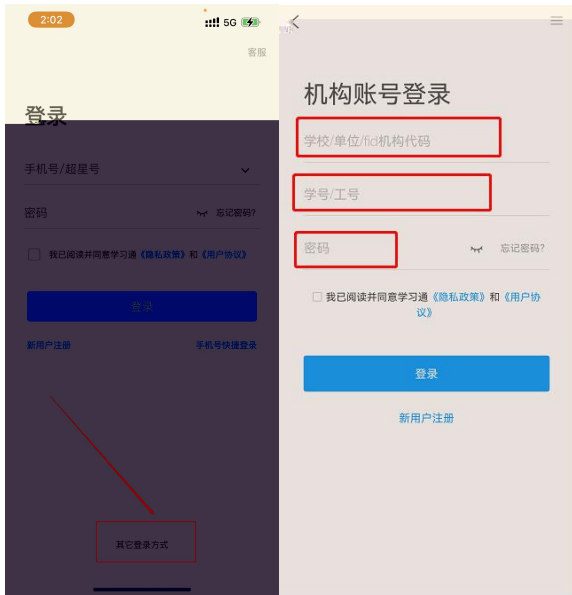 2:02
5G
客服
登录
手机号/超星号
密码
忘记密码?
我已阅读并同意学习通《隐私政策》和《用户协议》
登录
新用户注册
手机号快捷登录
其它登录方式
机构账号登录
学校/单位/fid机构代码
学号/工号
密码
忘记密码?
我已阅读并同意学习通《隐私政策》和《用户协
议》
登录
新用户注册